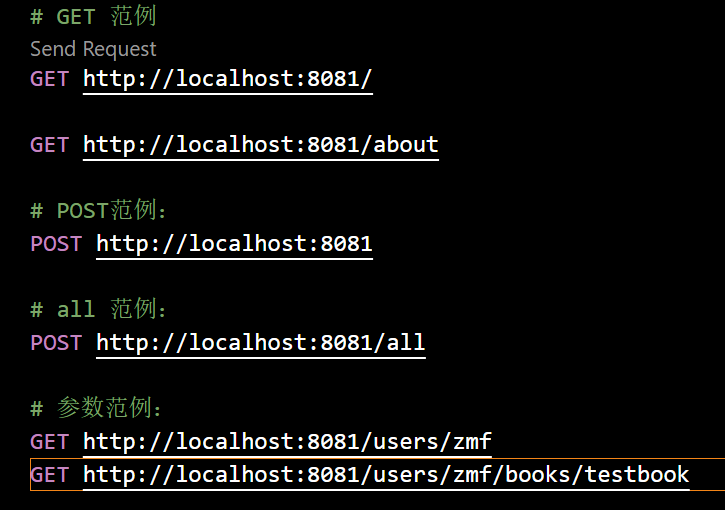 # GET 范例
Send Request
GET http://localhost:8081/
GET http://localhost:8081/about
# POST范例：
POST http://localhost:8081
# all 范例：
POST http://localhost:8081/all
# 参数范例：
GET http://localhost:8081/users/zmf
GET http://localhost:8081/users/zmf/books/testbook